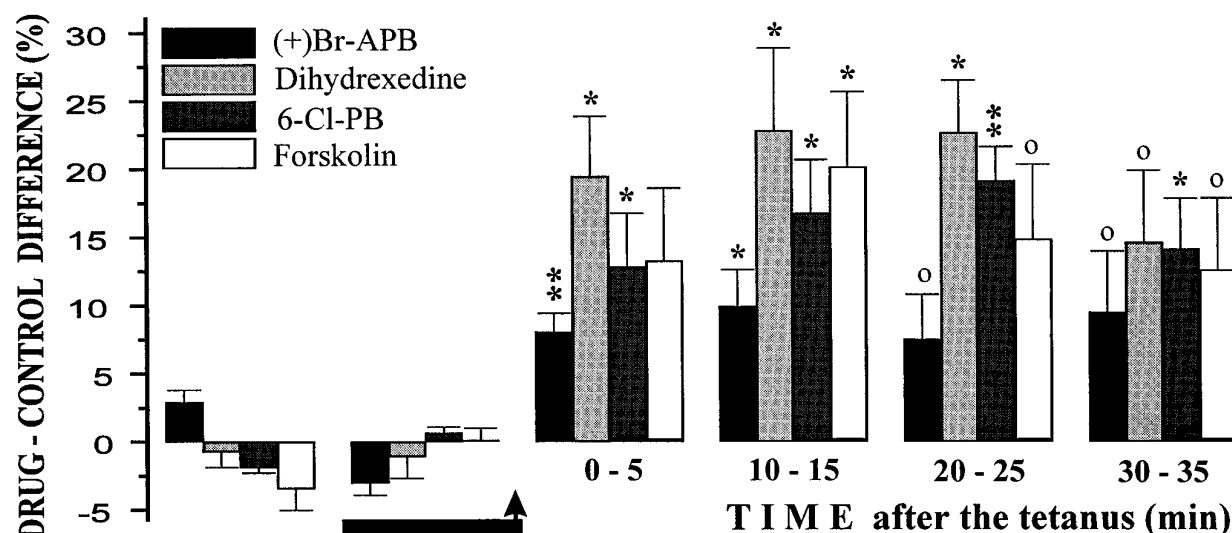 DRUG - CONTROL DIFFERENCE (%)
30
25
20
15
10
5
0
-5
(+)Br-APB
Dihydrexedine
6-Cl-PB
Forskolin
** * *
* * * *
o * ** o
o o * o
0 - 5 10 - 15 20 - 25 30 - 35
TIME after the tetanus (min)